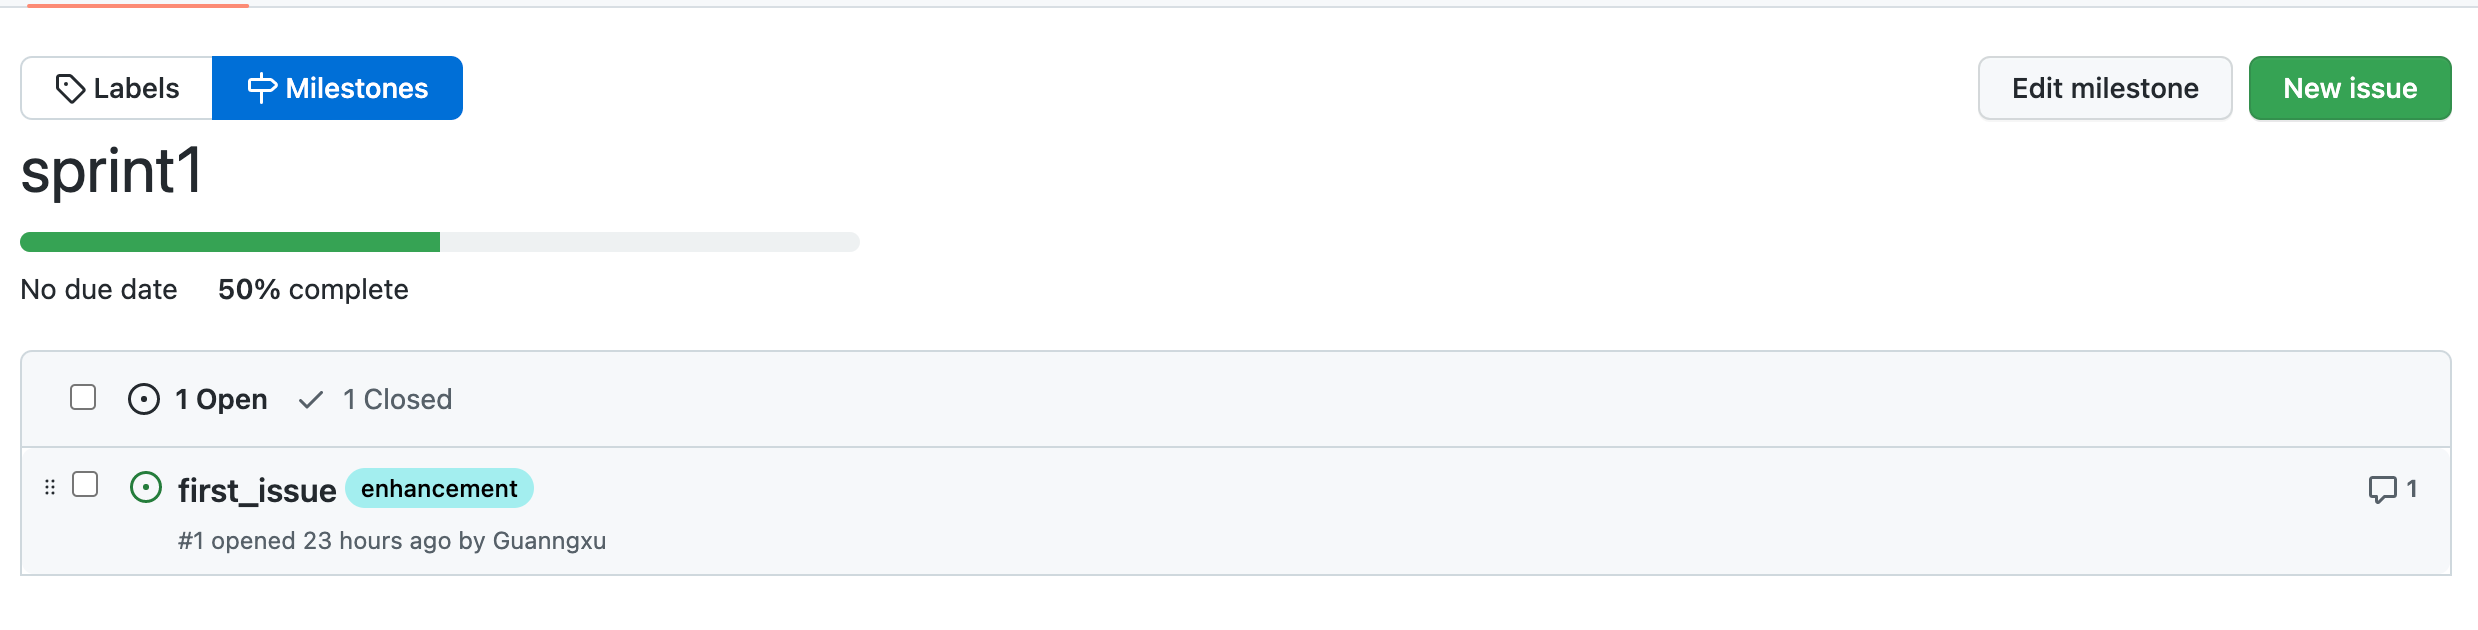 Labels Milestones Edit milestone New issue
sprint1
No due date 50% complete
1 Open 1 Closed
first_issue enhancement 1
#1 opened 23 hours ago by Guanngxu